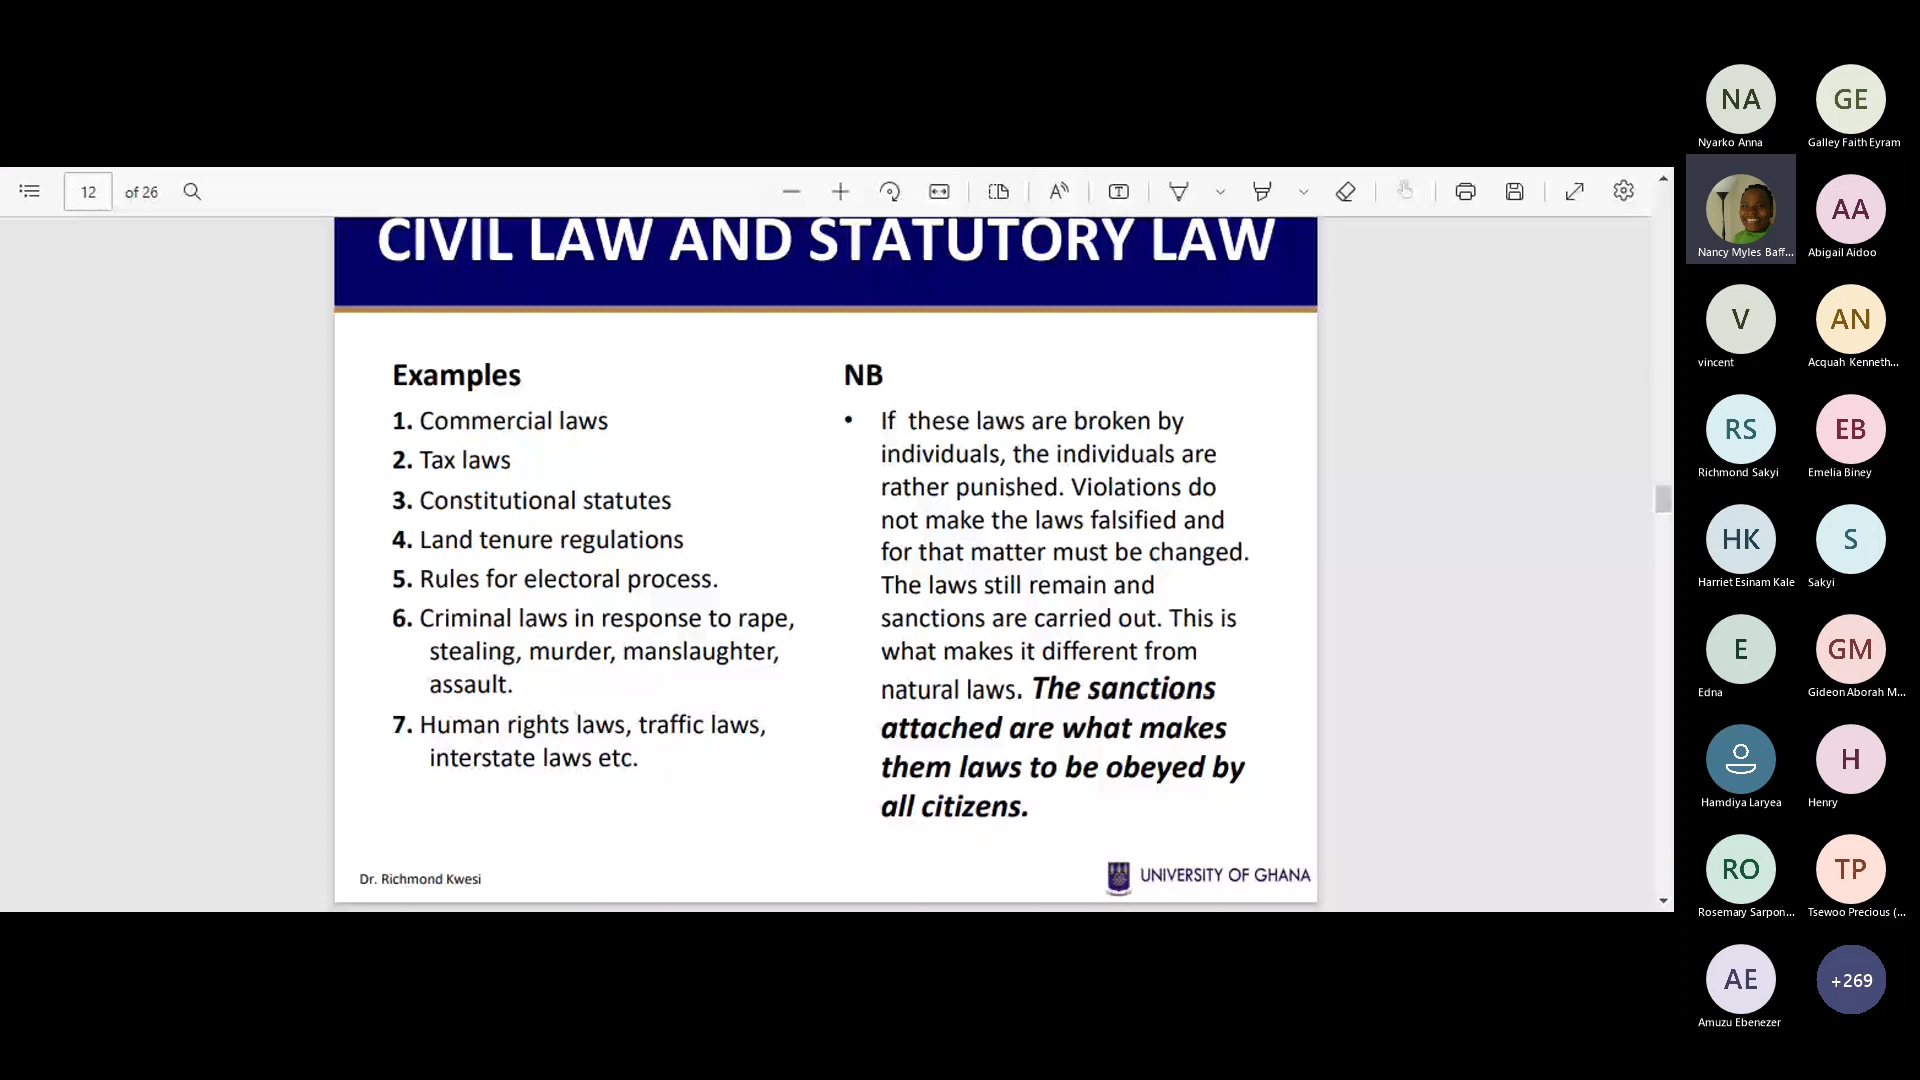 12 of 26
CIVIL LAW AND STATUTORY LAW
Examples
1. Commercial laws
2. Tax laws
3. Constitutional statutes
4. Land tenure regulations
5. Rules for electoral process.
6. Criminal laws in response to rape,
stealing, murder, manslaughter,
assault.
7. Human rights laws, traffic laws,
interstate laws etc.
NB
• If these laws are broken by
individuals, the individuals are
rather punished. Violations do
not make the laws falsified and
for that matter must be changed.
The laws still remain and
sanctions are carried out. This is
what makes it different from
natural laws. The sanctions
attached are what makes
them laws to be obeyed by
all citizens.
Dr. Richmond Kwesi
UNIVERSITY OF GHANA
NA
Nyarko Anna
GE
Galley Faith Eyram
Nancy Myles Baff...
AA
Abigail Aidoo
V
vincent
AN
Acquah Kenneth...
RS
Richmond Sakyi
EB
Emelia Biney
HK
Harriet Esinam Kale
S
Sakyi
E
Edna
GM
Gideon Aborah M...
Hamdiya Laryea
H
Henry
RO
Rosemary Sarpon...
TP
Tsewoo Precious (...
AE
Amuzu Ebenezer
+269